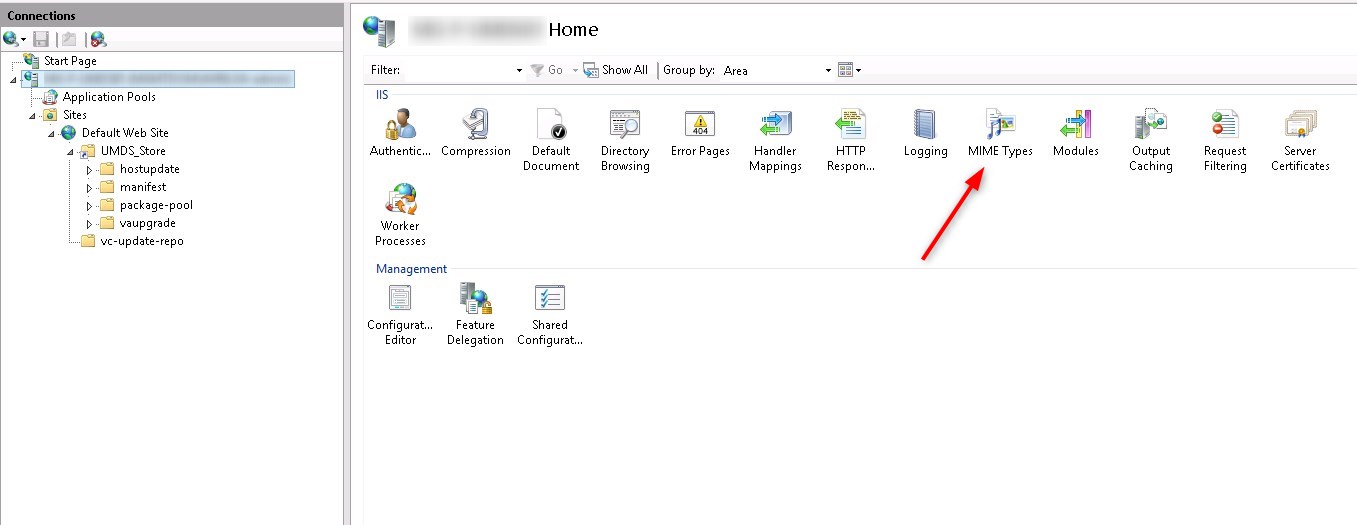 Connections
Start Page
Application Pools
Sites
Default Web Site
UMDS_Store
hostupdate
manifest
package-pool
vaupgrade
vc-update-repo
Home
Filter: Go Show All Group by: Area
IIS
Authentic... Compression Default Document Directory Browsing Error Pages Handler Mappings HTTP Respon... Logging MIME Types Modules Output Caching Request Filtering Server Certificates
404
Worker Processes
Management
Configurat... Editor Feature Delegation Shared Configurat...